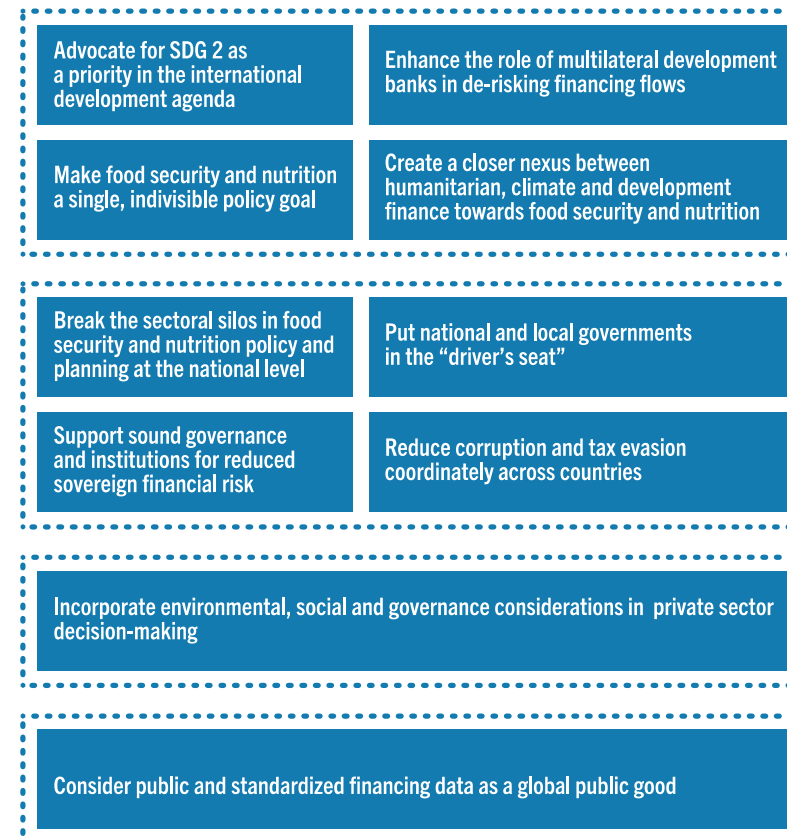 Advocate for SDG 2 as
a priority in the international
development agenda
Enhance the role of multilateral development
banks in de-risking financing flows
Make food security and nutrition
a single, indivisible policy goal
Create a closer nexus between
humanitarian, climate and development
finance towards food security and nutrition
Break the sectoral silos in food
security and nutrition policy and
planning at the national level
Put national and local governments
in the “driver’s seat”
Support sound governance
and institutions for reduced
sovereign financial risk
Reduce corruption and tax evasion
coordinately across countries
Incorporate environmental, social and governance considerations in private sector
decision-making
Consider public and standardized financing data as a global public good